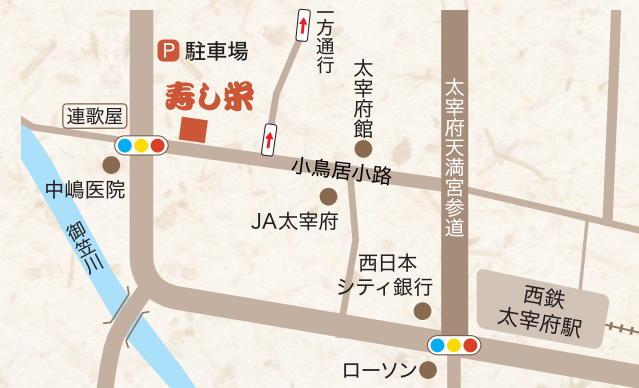 一方通行
P 駐車場
太宰府館
寿し栄
連歌屋
太宰府天満宮参道
小鳥居小路
中嶋医院
JA太宰府
御笠川
西日本
シティ銀行
西鉄
太宰府駅
ローソン